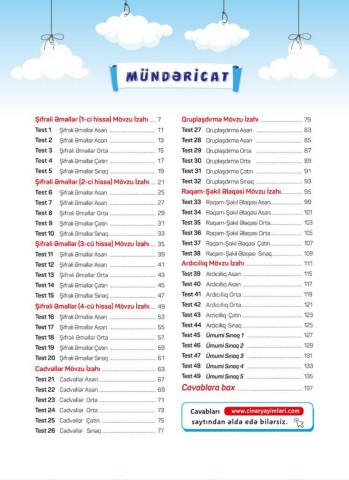 MÜNDƏRİCAT
Şifrəli Əməllər (1-ci hissə) Mövzu İzahı ... 7
Test 1 Şifrəli Əməllər Asan ... 11
Test 2 Şifrəli Əməllər Asan ... 13
Test 3 Şifrəli Əməllər Orta ... 15
Test 4 Şifrəli Əməllər Çətin ... 17
Test 5 Şifrəli Əməllər Sınaq ... 19
Şifrəli Əməllər (2-ci hissə) Mövzu İzahı ... 21
Test 6 Şifrəli Əməllər Asan ... 25
Test 7 Şifrəli Əməllər Asan ... 27
Test 8 Şifrəli Əməllər Orta ... 29
Test 9 Şifrəli Əməllər Çətin ... 31
Test 10 Şifrəli Əməllər Sınaq ... 33
Şifrəli Əməllər (3-cü hissə) Mövzu İzahı ... 35
Test 11 Şifrəli Əməllər Asan ... 39
Test 12 Şifrəli Əməllər Asan ... 41
Test 13 Şifrəli Əməllər Orta ... 43
Test 14 Şifrəli Əməllər Çətin ... 45
Test 15 Şifrəli Əməllər Sınaq ... 47
Şifrəli Əməllər (4-cü hissə) Mövzu İzahı ... 49
Test 16 Şifrəli Əməllər Asan ... 53
Test 17 Şifrəli Əməllər Asan ... 55
Test 18 Şifrəli Əməllər Orta ... 57
Test 19 Şifrəli Əməllər Çətin ... 59
Test 20 Şifrəli Əməllər Sınaq ... 61
Cədvəllər Mövzu İzahı ... 63
Test 21 Cədvəllər Asan ... 67
Test 22 Cədvəllər Asan ... 69
Test 23 Cədvəllər Orta ... 71
Test 24 Cədvəllər Orta ... 73
Test 25 Cədvəllər Çətin ... 75
Test 26 Cədvəllər Sınaq ... 77
Qruplaşdırma Mövzu İzahı ... 79
Test 27 Qruplaşdırma Asan ... 83
Test 28 Qruplaşdırma Asan ... 85
Test 29 Qruplaşdırma Orta ... 87
Test 30 Qruplaşdırma Orta ... 89
Test 31 Qruplaşdırma Çətin ... 91
Test 32 Qruplaşdırma Sınaq ... 93
Rəqəm-Şəkil Əlaqəsi Mövzu İzahı ... 95
Test 33 Rəqəm-Şəkil Əlaqəsi Asan ... 99
Test 34 Rəqəm-Şəkil Əlaqəsi Asan ... 101
Test 35 Rəqəm-Şəkil Əlaqəsi Orta ... 103
Test 36 Rəqəm-Şəkil Əlaqəsi Orta ... 105
Test 37 Rəqəm-Şəkil Əlaqəsi Çətin ... 107
Test 38 Rəqəm-Şəkil Əlaqəsi Sınaq ... 109
Ardıcıllıq Mövzu İzahı ... 111
Test 39 Ardıcıllıq Asan ... 115
Test 40 Ardıcıllıq Asan ... 117
Test 41 Ardıcıllıq Orta ... 119
Test 42 Ardıcıllıq Orta ... 121
Test 43 Ardıcıllıq Çətin ... 123
Test 44 Ardıcıllıq Sınaq ... 125
Test 45 Ümumi Sınaq 1 ... 127
Test 46 Ümumi Sınaq 2 ... 129
Test 47 Ümumi Sınaq 3 ... 131
Test 48 Ümumi Sınaq 4 ... 133
Test 49 Ümumi Sınaq 5 ... 135
Cavablara bax ... 137
Cavabları www.cinaryayimlari.com
saytından əldə edə bilərsiz.